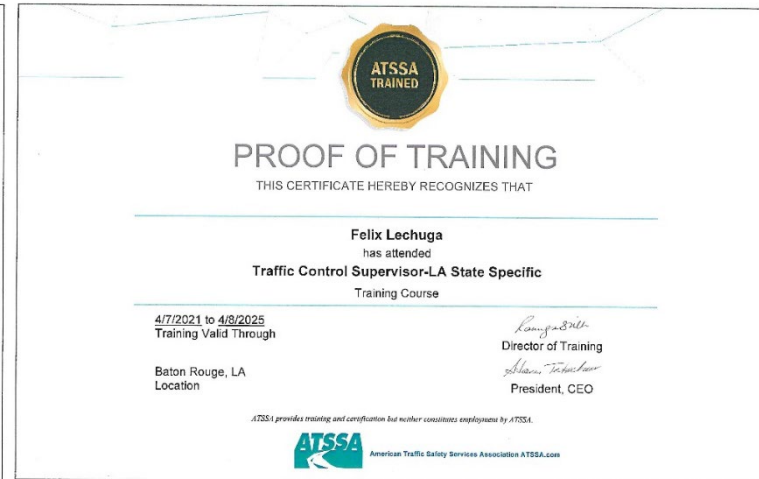 ATSSA
TRAINED
PROOF OF TRAINING
THIS CERTIFICATE HEREBY RECOGNIZES THAT
Felix Lechuga
has attended
Traffic Control Supervisor-LA State Specific
Training Course
4/7/2021 to 4/8/2025
Training Valid Through
Director of Training
Baton Rouge, LA
Location
President, CEO
ATSSA provides training and certification but neither constitutes employment by ATSSA.
ATSSA
American Traffic Safety Services Association ATSSA.com